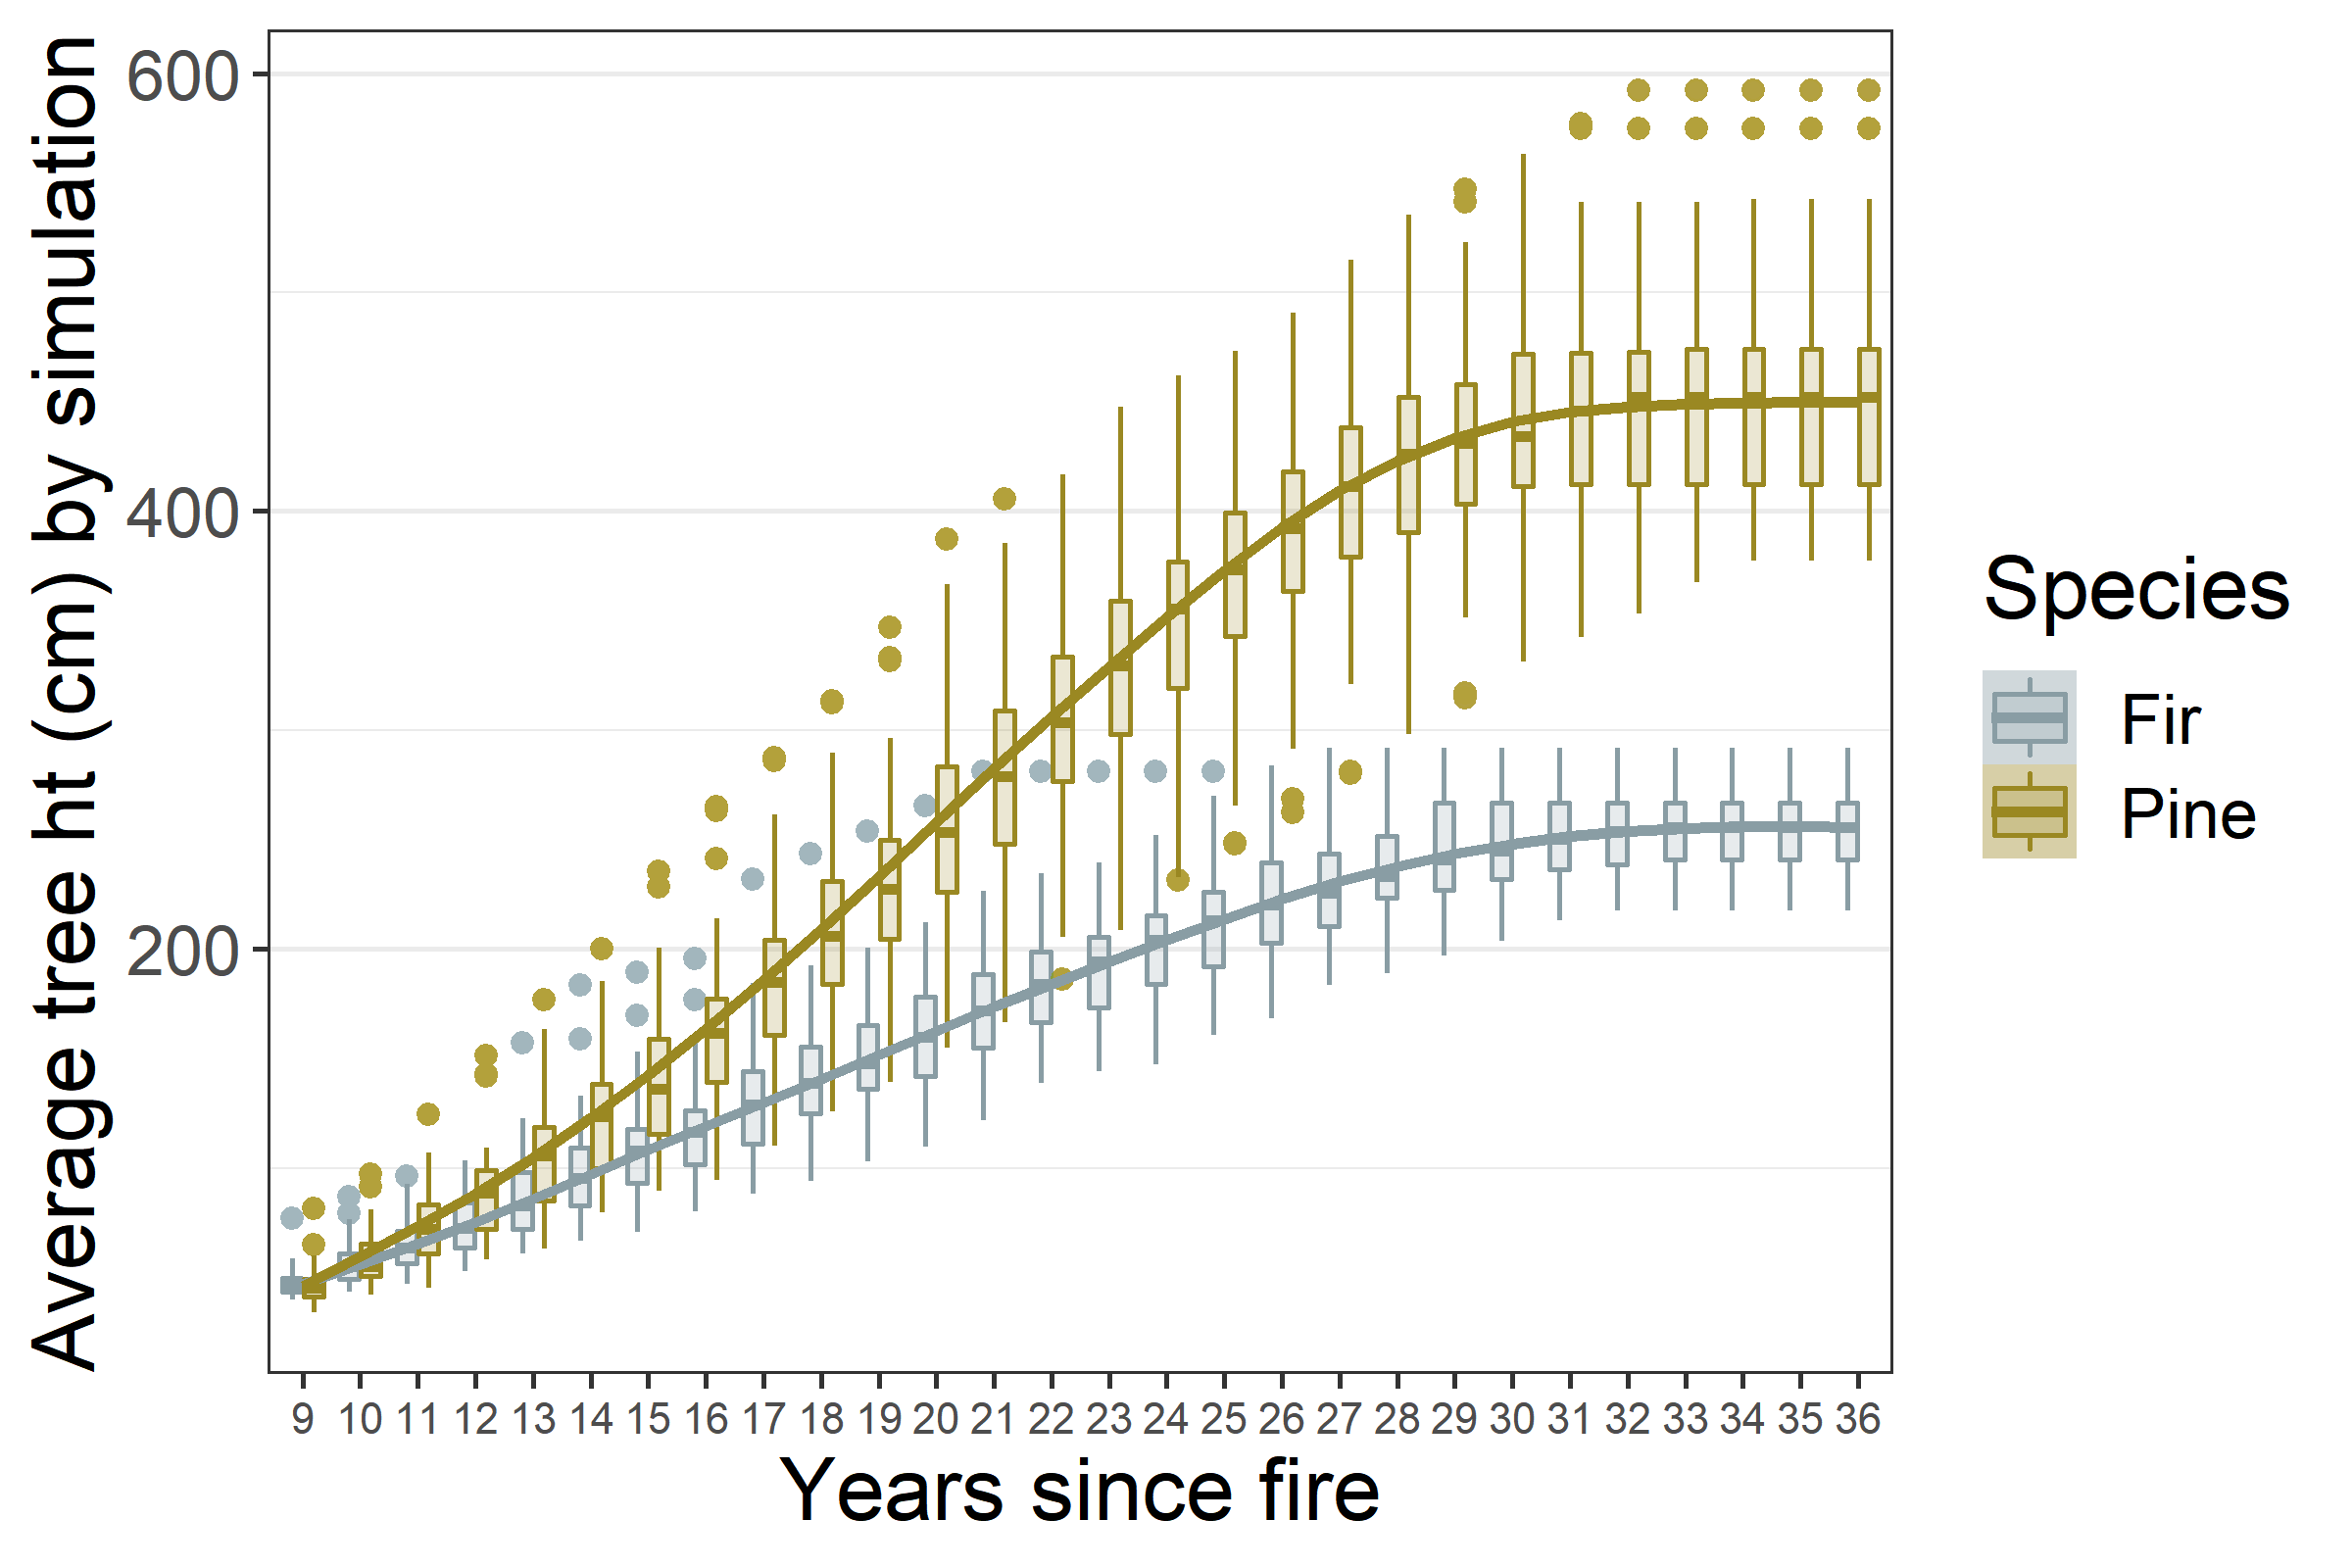 Average tree ht (cm) by simulation
600
400
200
9 10 11 12 13 14 15 16 17 18 19 20 21 22 23 24 25 26 27 28 29 30 31 32 33 34 35 36
Years since fire
Species
Fir
Pine